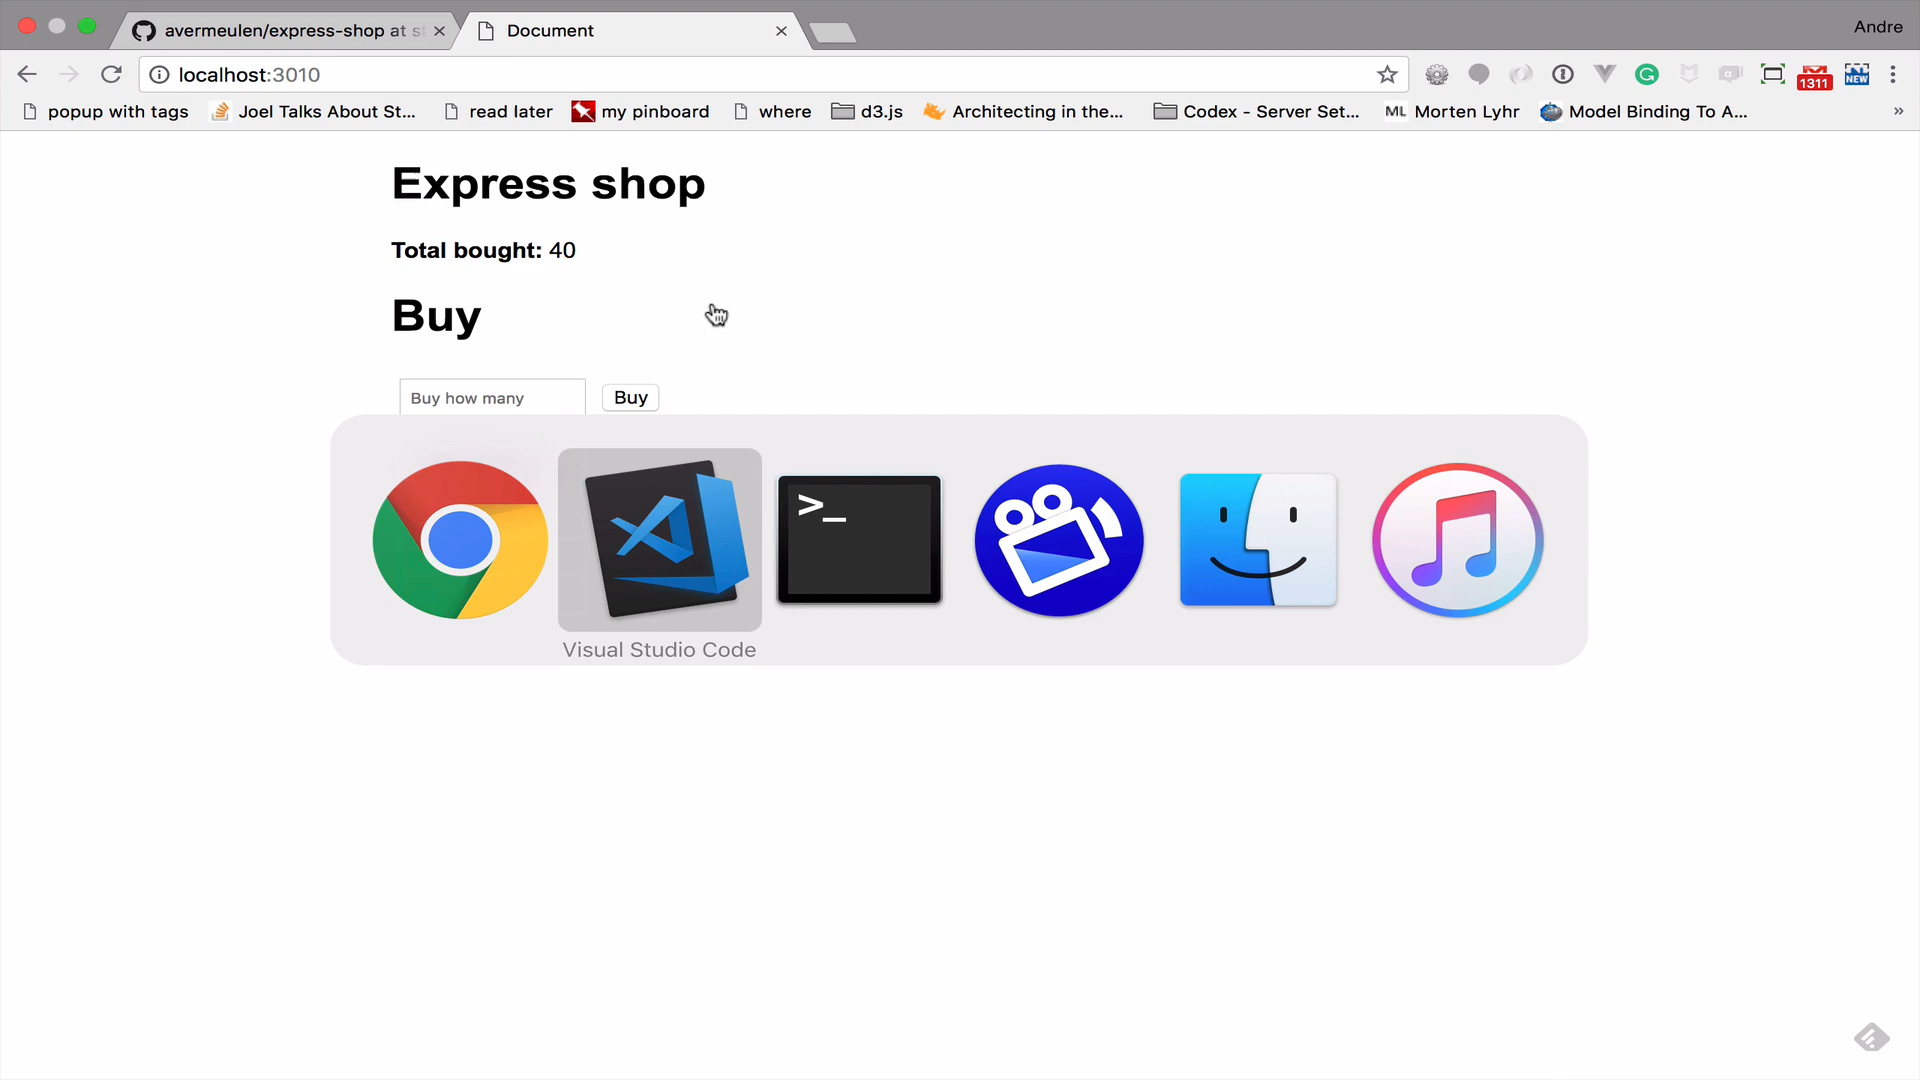 avermeulen/express-shop at st
Document
Andre
localhost:3010
1311
NEW
popup with tags
Joel Talks About St...
read later
my pinboard
where
d3.js
Architecting in the...
Codex - Server Set...
ML Morten Lyhr
Model Binding To A...
»
Express shop
Total bought: 40
Buy
Buy how many
Buy
>_
Visual Studio Code